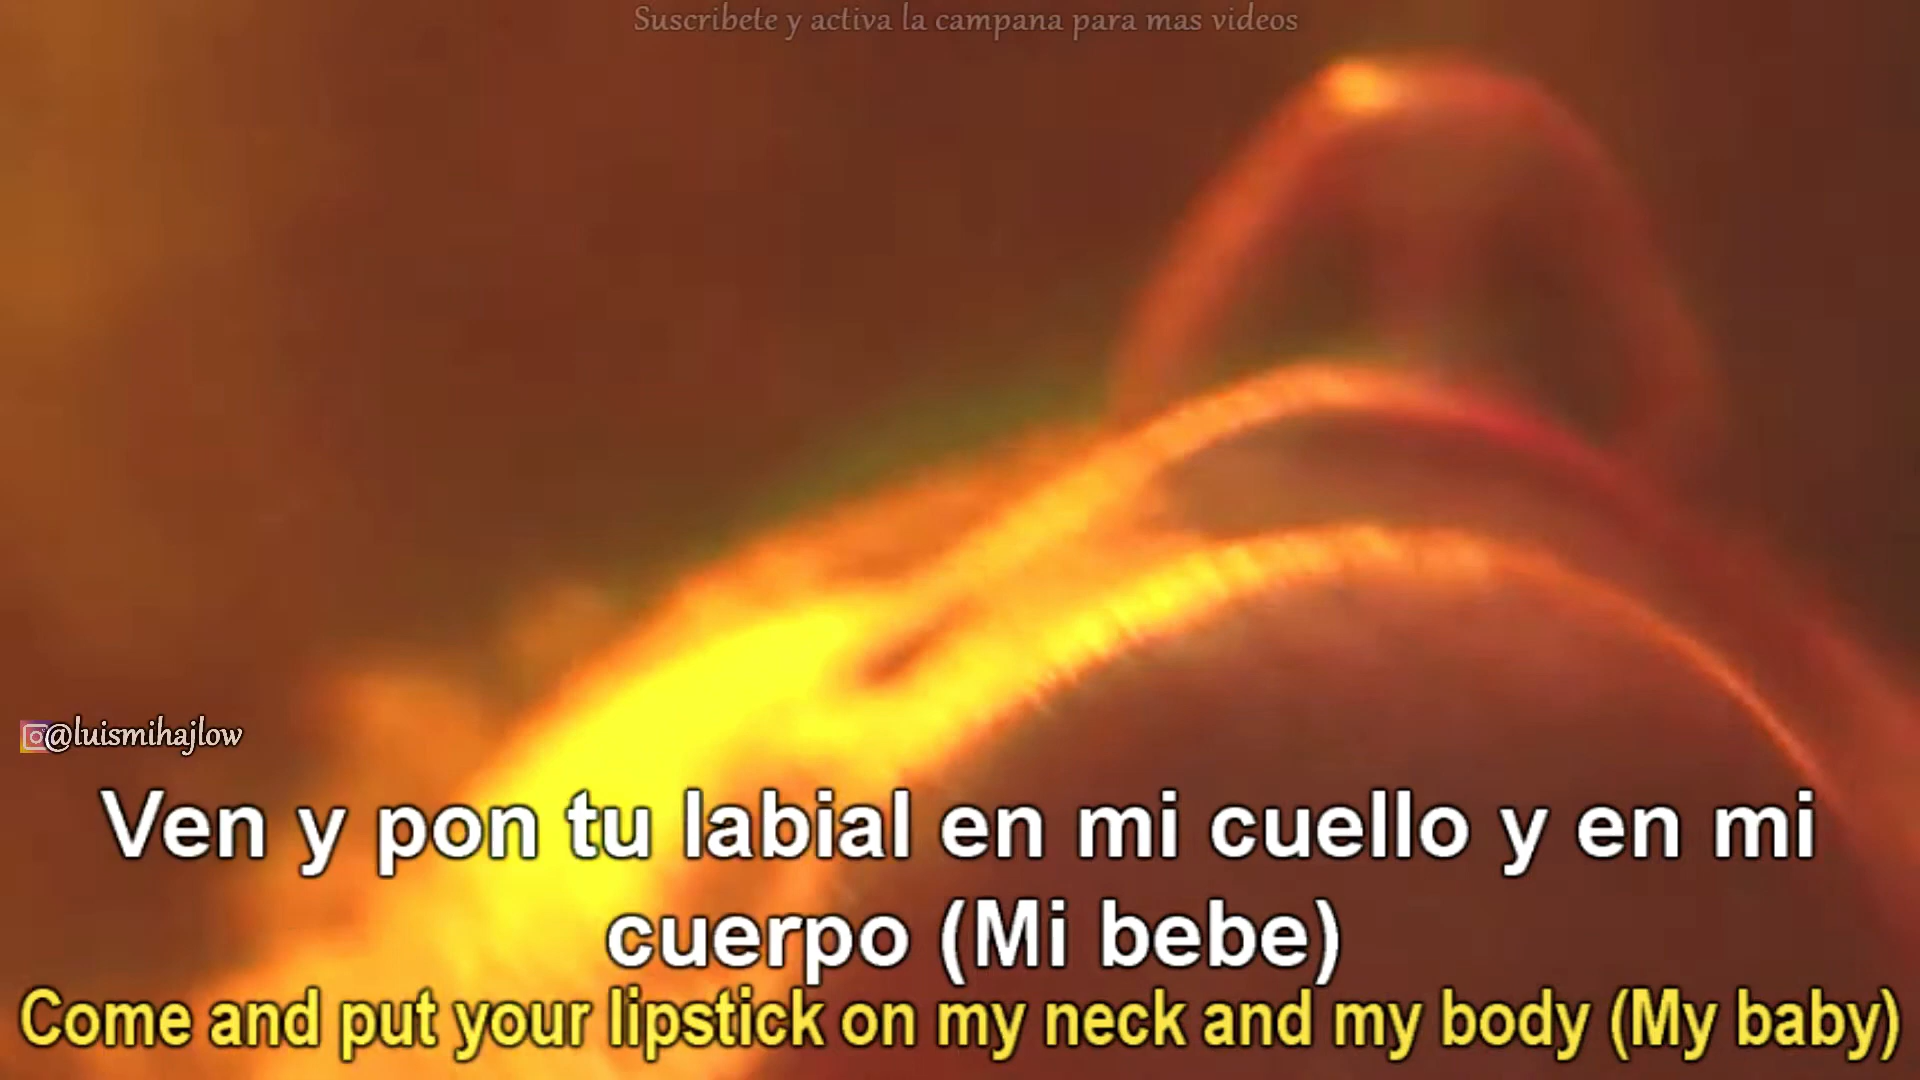 Suscribete y activa la campana para mas videos
@luismihajlow
Ven y pon tu labial en mi cuello y en mi
cuerpo (Mi bebe)
Come and put your lipstick on my neck and my body (My baby)